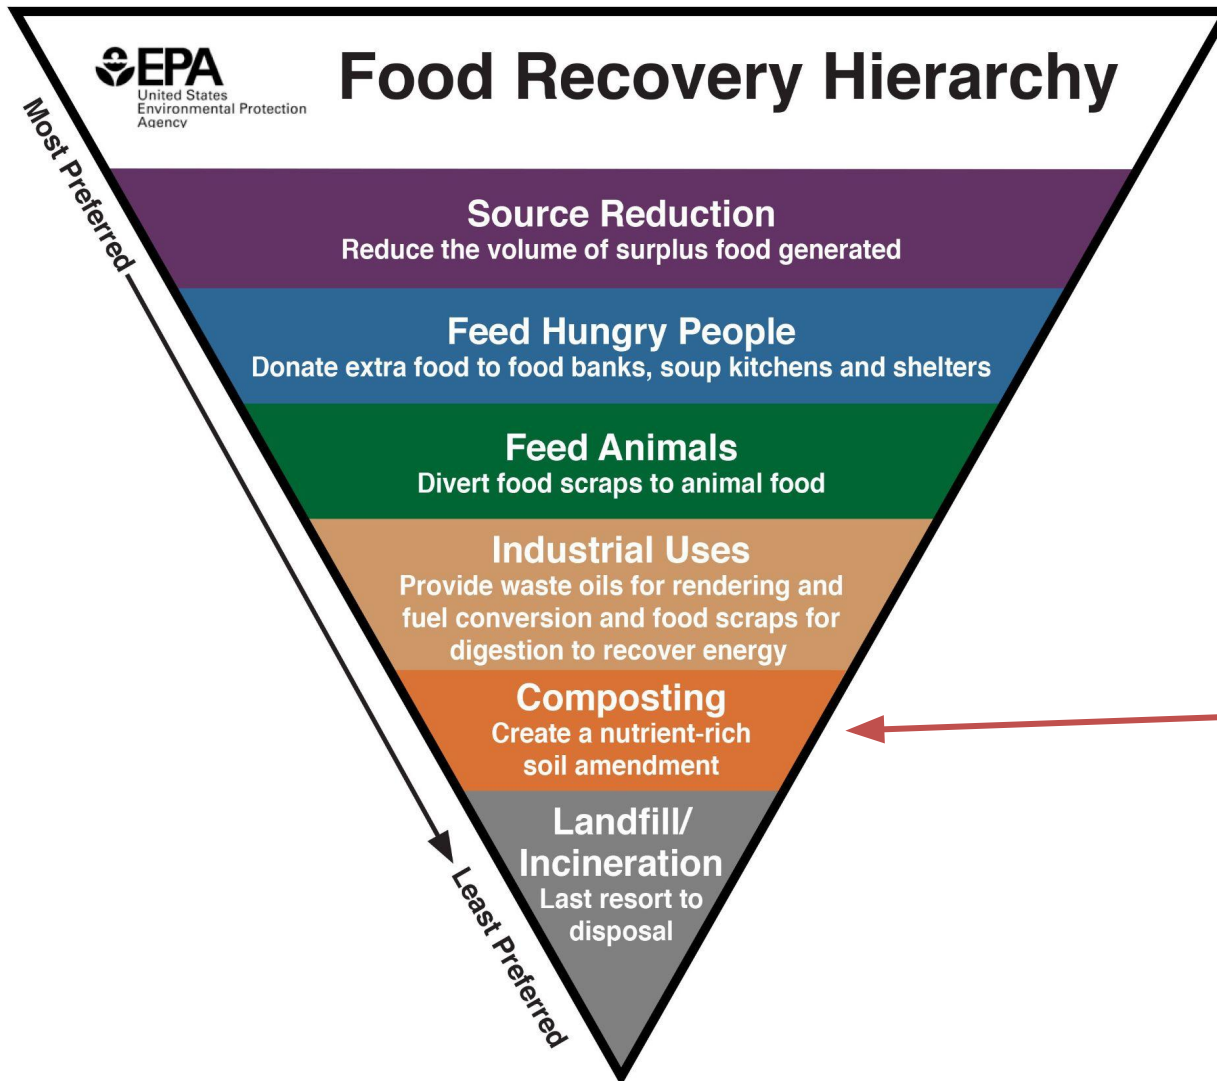 EPA
United States
Environmental Protection
Agency
Food Recovery Hierarchy
Most Preferred
Source Reduction
Reduce the volume of surplus food generated
Feed Hungry People
Donate extra food to food banks, soup kitchens and shelters
Feed Animals
Divert food scraps to animal food
Industrial Uses
Provide waste oils for rendering and
fuel conversion and food scraps for
digestion to recover energy
Composting
Create a nutrient-rich
soil amendment
Landfill/
Incineration
Last resort to
disposal
Least Preferred